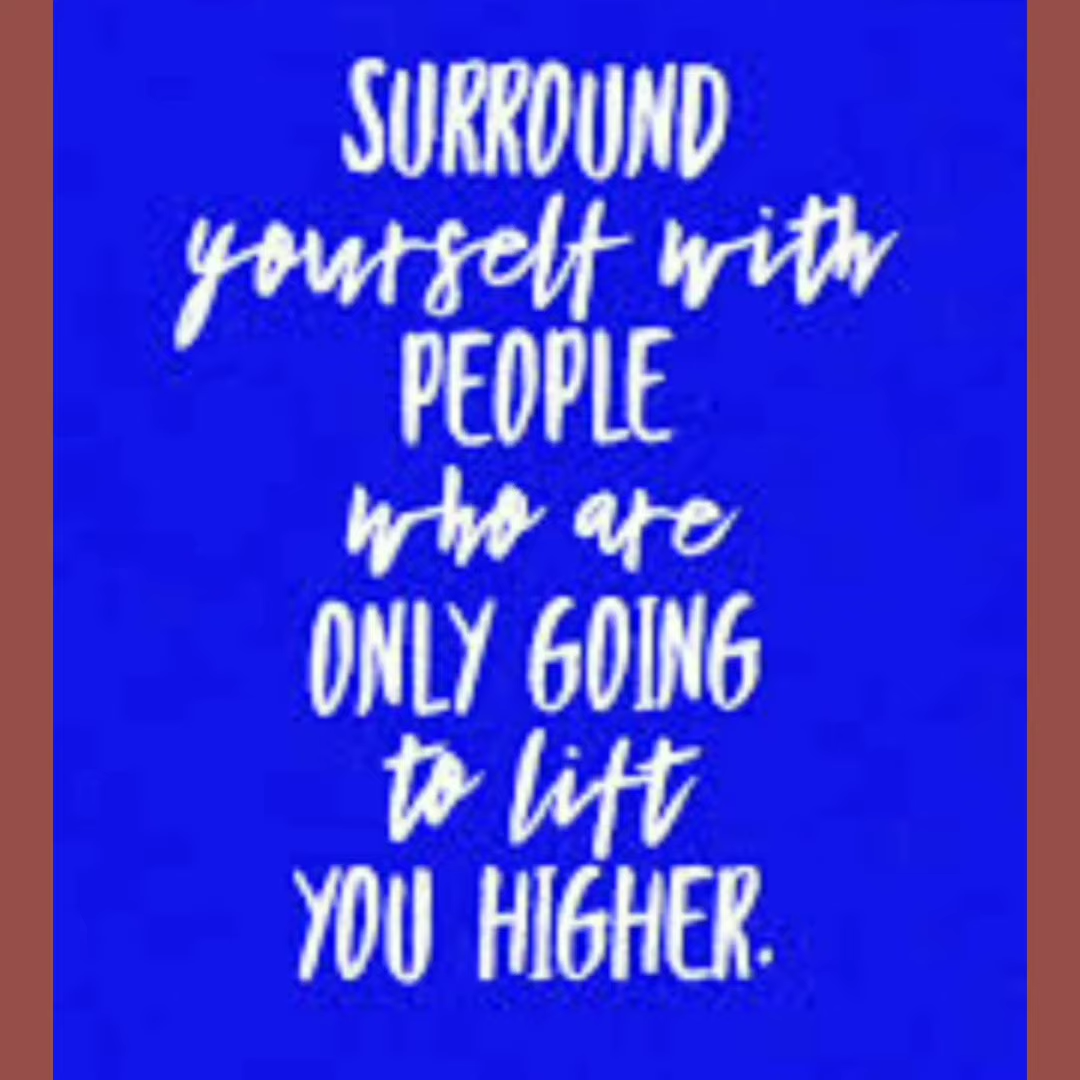 SURROUND
yourself with
PEOPLE
who are
ONLY GOING
to lift
YOU HIGHER.